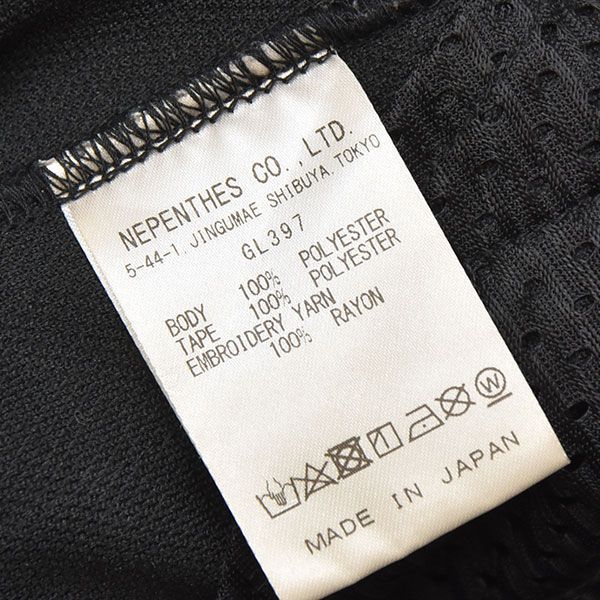 NEPENTHES CO.,LTD.
5-44-1, JINGUMAE SHIBUYA, TOKYO
GL397
BODY 100% POLYESTER
TAPE 100% POLYESTER
EMBROIDERY YARN
100% RAYON
W
MADE IN JAPAN